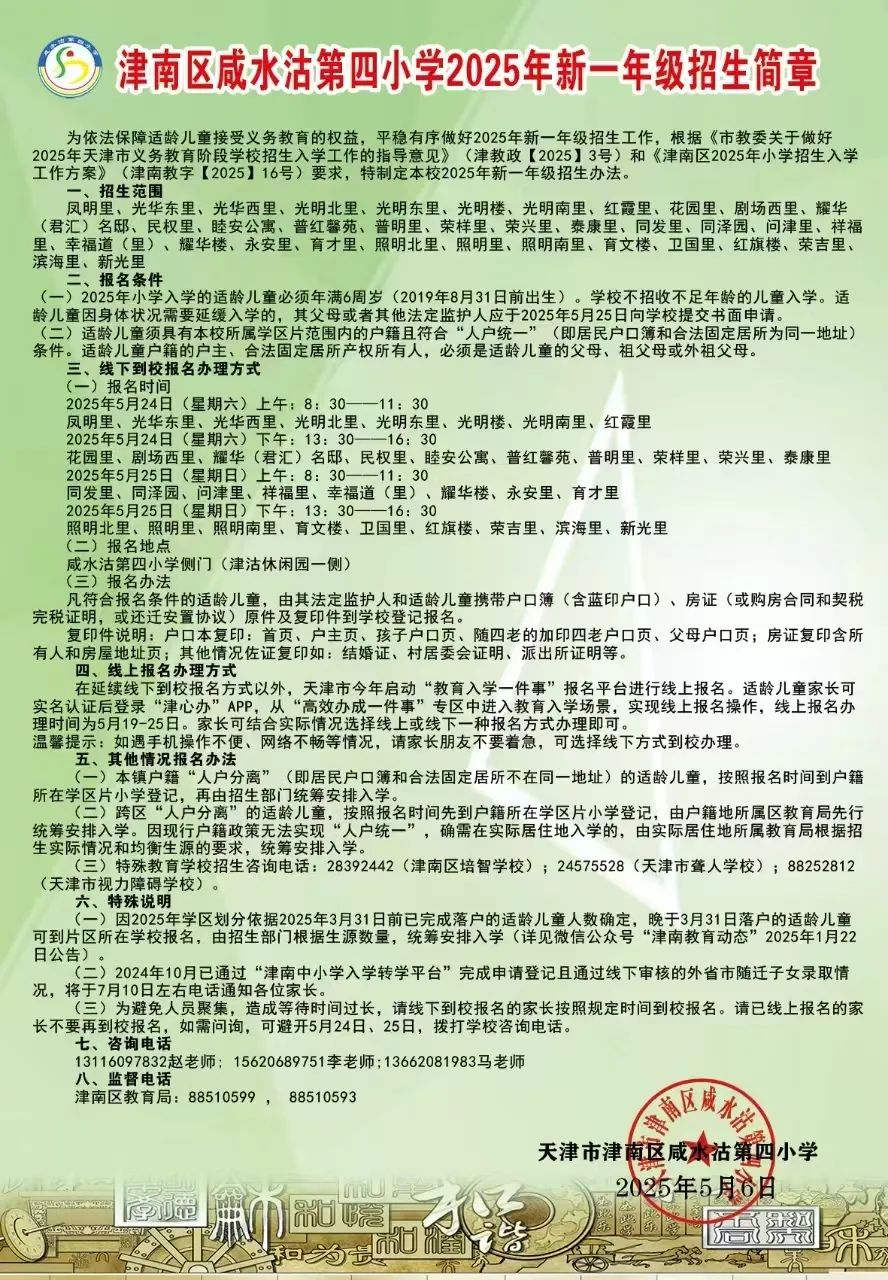 津南区咸水沽第四小学2025年新一年级招生简章
为依法保障适龄儿童接受义务教育的权益，平稳有序做好2025年新一年级招生工作，根据《市教委关于做好
2025年天津市义务教育阶段学校招生入学工作的指导意见》（津教政【2025】3号）和《津南区2025年小学招生入学
工作方案》（津南教字【2025】16号）要求，特制定本校2025年新一年级招生办法。
一、招生范围
凤明里、光华东里、光华西里、光明北里、光明东里、光明楼、光明南里、红霞里、花园里、剧场西里、耀华
（君汇）名邸、民权里、睦安公寓、普红馨苑、普明里、荣样里、荣兴里、泰康里、同发里、同泽园、问津里、祥福
里、幸福道（里）、耀华楼、永安里、育才里、照明北里、照明里、照明南里、育文楼、卫国里、红旗楼、荣吉里、
滨海里、新光里
二、报名条件
（一）2025年小学入学的适龄儿童必须年满6周岁（2019年8月31日前出生）。学校不招收不足年龄的儿童入学。适
龄儿童因身体状况需要延缓入学的，其父母或者其他法定监护人应于2025年5月25日向学校提交书面申请。
（二）适龄儿童须具有本校所属学区片范围内的户籍且符合“人户统一”（即居民户口簿和合法固定居所为同一地址）
条件。适龄儿童户籍的户主、合法固定居所产权所有人，必须是适龄儿童的父母、祖父母或外祖父母。
三、线下到校报名办理方式
（一）报名时间
2025年5月24日（星期六）上午：8：30——11：30
凤明里、光华东里、光华西里、光明北里、光明东里、光明楼、光明南里、红霞里
2025年5月24日（星期六）下午：13：30——16：30
花园里、剧场西里、耀华（君汇）名邸、民权里、睦安公寓、普红馨苑、普明里、荣样里、荣兴里、泰康里
2025年5月25日（星期日）上午：8：30——11：30
同发里、同泽园、问津里、祥福里、幸福道（里）、耀华楼、永安里、育才里
2025年5月25日（星期日）下午：13：30——16：30
照明北里、照明里、照明南里、育文楼、卫国里、红旗楼、荣吉里、滨海里、新光里
（二）报名地点
咸水沽第四小学侧门（津沽休闲园一侧）
（三）报名办法
凡符合报名条件的适龄儿童，由其法定监护人和适龄儿童携带户口簿（含蓝印户口）、房证（或购房合同和契税
完税证明，或还迁安置协议）原件及复印件到学校登记报名。
复印件说明：户口本复印：首页、户主页、孩子户口页、随四老的加印四老户口页、父母户口页；房证复印含所
有人和房屋地址页；其他情况佐证复印如：结婚证、村居委会证明、派出所证明等。
四、线上报名办理方式
在延续线下到校报名方式以外，天津市今年启动“教育入学一件事”报名平台进行线上报名。适龄儿童家长可
实名认证后登录“津心办”APP，从“高效办成一件事”专区中进入教育入学场景，实现线上报名操作，线上报名办
理时间为5月19-25日。家长可结合实际情况选择线上或线下一种报名方式办理即可。
温馨提示：如遇手机操作不便、网络不畅等情况，请家长朋友不要着急，可选择线下方式到校办理。
五、其他情况报名办法
（一）本镇户籍“人户分离”（即居民户口簿和合法固定居所不在同一地址）的适龄儿童，按照报名时间到户籍
所在学区片小学登记，再由招生部门统筹安排入学。
（二）跨区“人户分离”的适龄儿童，按照报名时间先到户籍所在学区片小学登记，由户籍地所属区教育局先行
统筹安排入学。因现行户籍政策无法实现“人户统一”，确需在实际居住地入学的，由实际居住地所属教育局根据招
生实际情况和均衡生源的要求，统筹安排入学。
（三）特殊教育学校招生咨询电话：28392442（津南区培智学校）；24575528（天津市聋人学校）；88252812
（天津市视力障碍学校）。
六、特殊说明
（一）因2025年学区划分依据2025年3月31日前已完成落户的适龄儿童人数确定，晚于3月31日落户的适龄儿童
可到片区所在学校报名，由招生部门根据生源数量，统筹安排入学（详见微信公众号“津南教育动态”2025年1月22
日公告）。
（二）2024年10月已通过“津南中小学入学转学平台”完成申请登记且通过线下审核的外省市随迁子女录取情
况，将于7月10日左右电话通知各位家长。
（三）为避免人员聚集，造成等待时间过长，请线下到校报名的家长按照规定时间到校报名。请已线上报名的家
长不要再到校报名，如需问询，可避开5月24日、25日，拨打学校咨询电话。
七、咨询电话
13116097832赵老师；15620689751李老师;13662081983马老师
八、监督电话
津南区教育局：88510599 ， 88510593
天津市津南区咸水沽第四小学
2025年5月6日
和谐